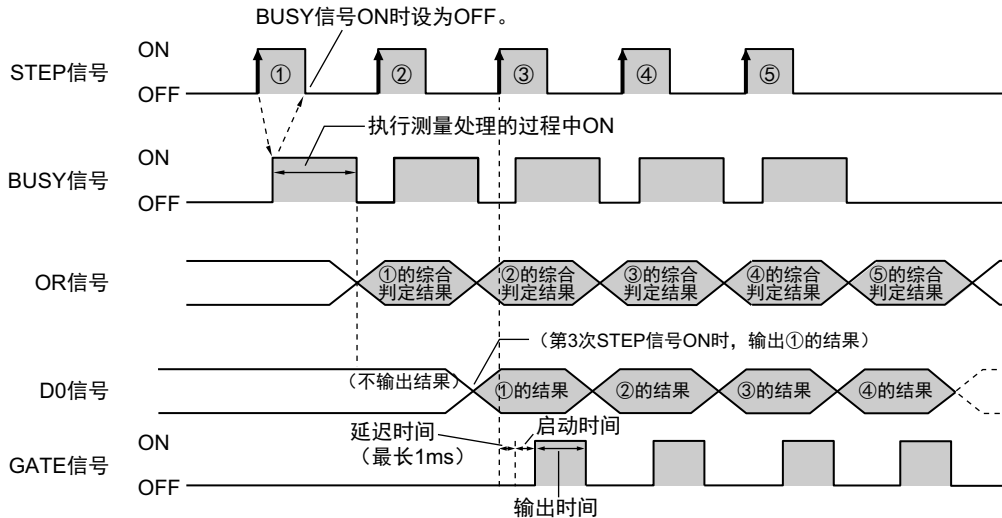 BUSY信号ON时设为OFF。
STEP信号
ON
OFF
①
②
③
④
⑤
执行测量处理的过程中ON
BUSY信号
ON
OFF
OR信号
①的综合
判定结果
②的综合
判定结果
③的综合
判定结果
④的综合
判定结果
⑤的综合
判定结果
(第3次STEP信号ON时，输出①的结果)
D0信号
(不输出结果)
①的结果
②的结果
③的结果
④的结果
GATE信号
ON
OFF
延迟时间
（最长1ms）
启动时间
输出时间